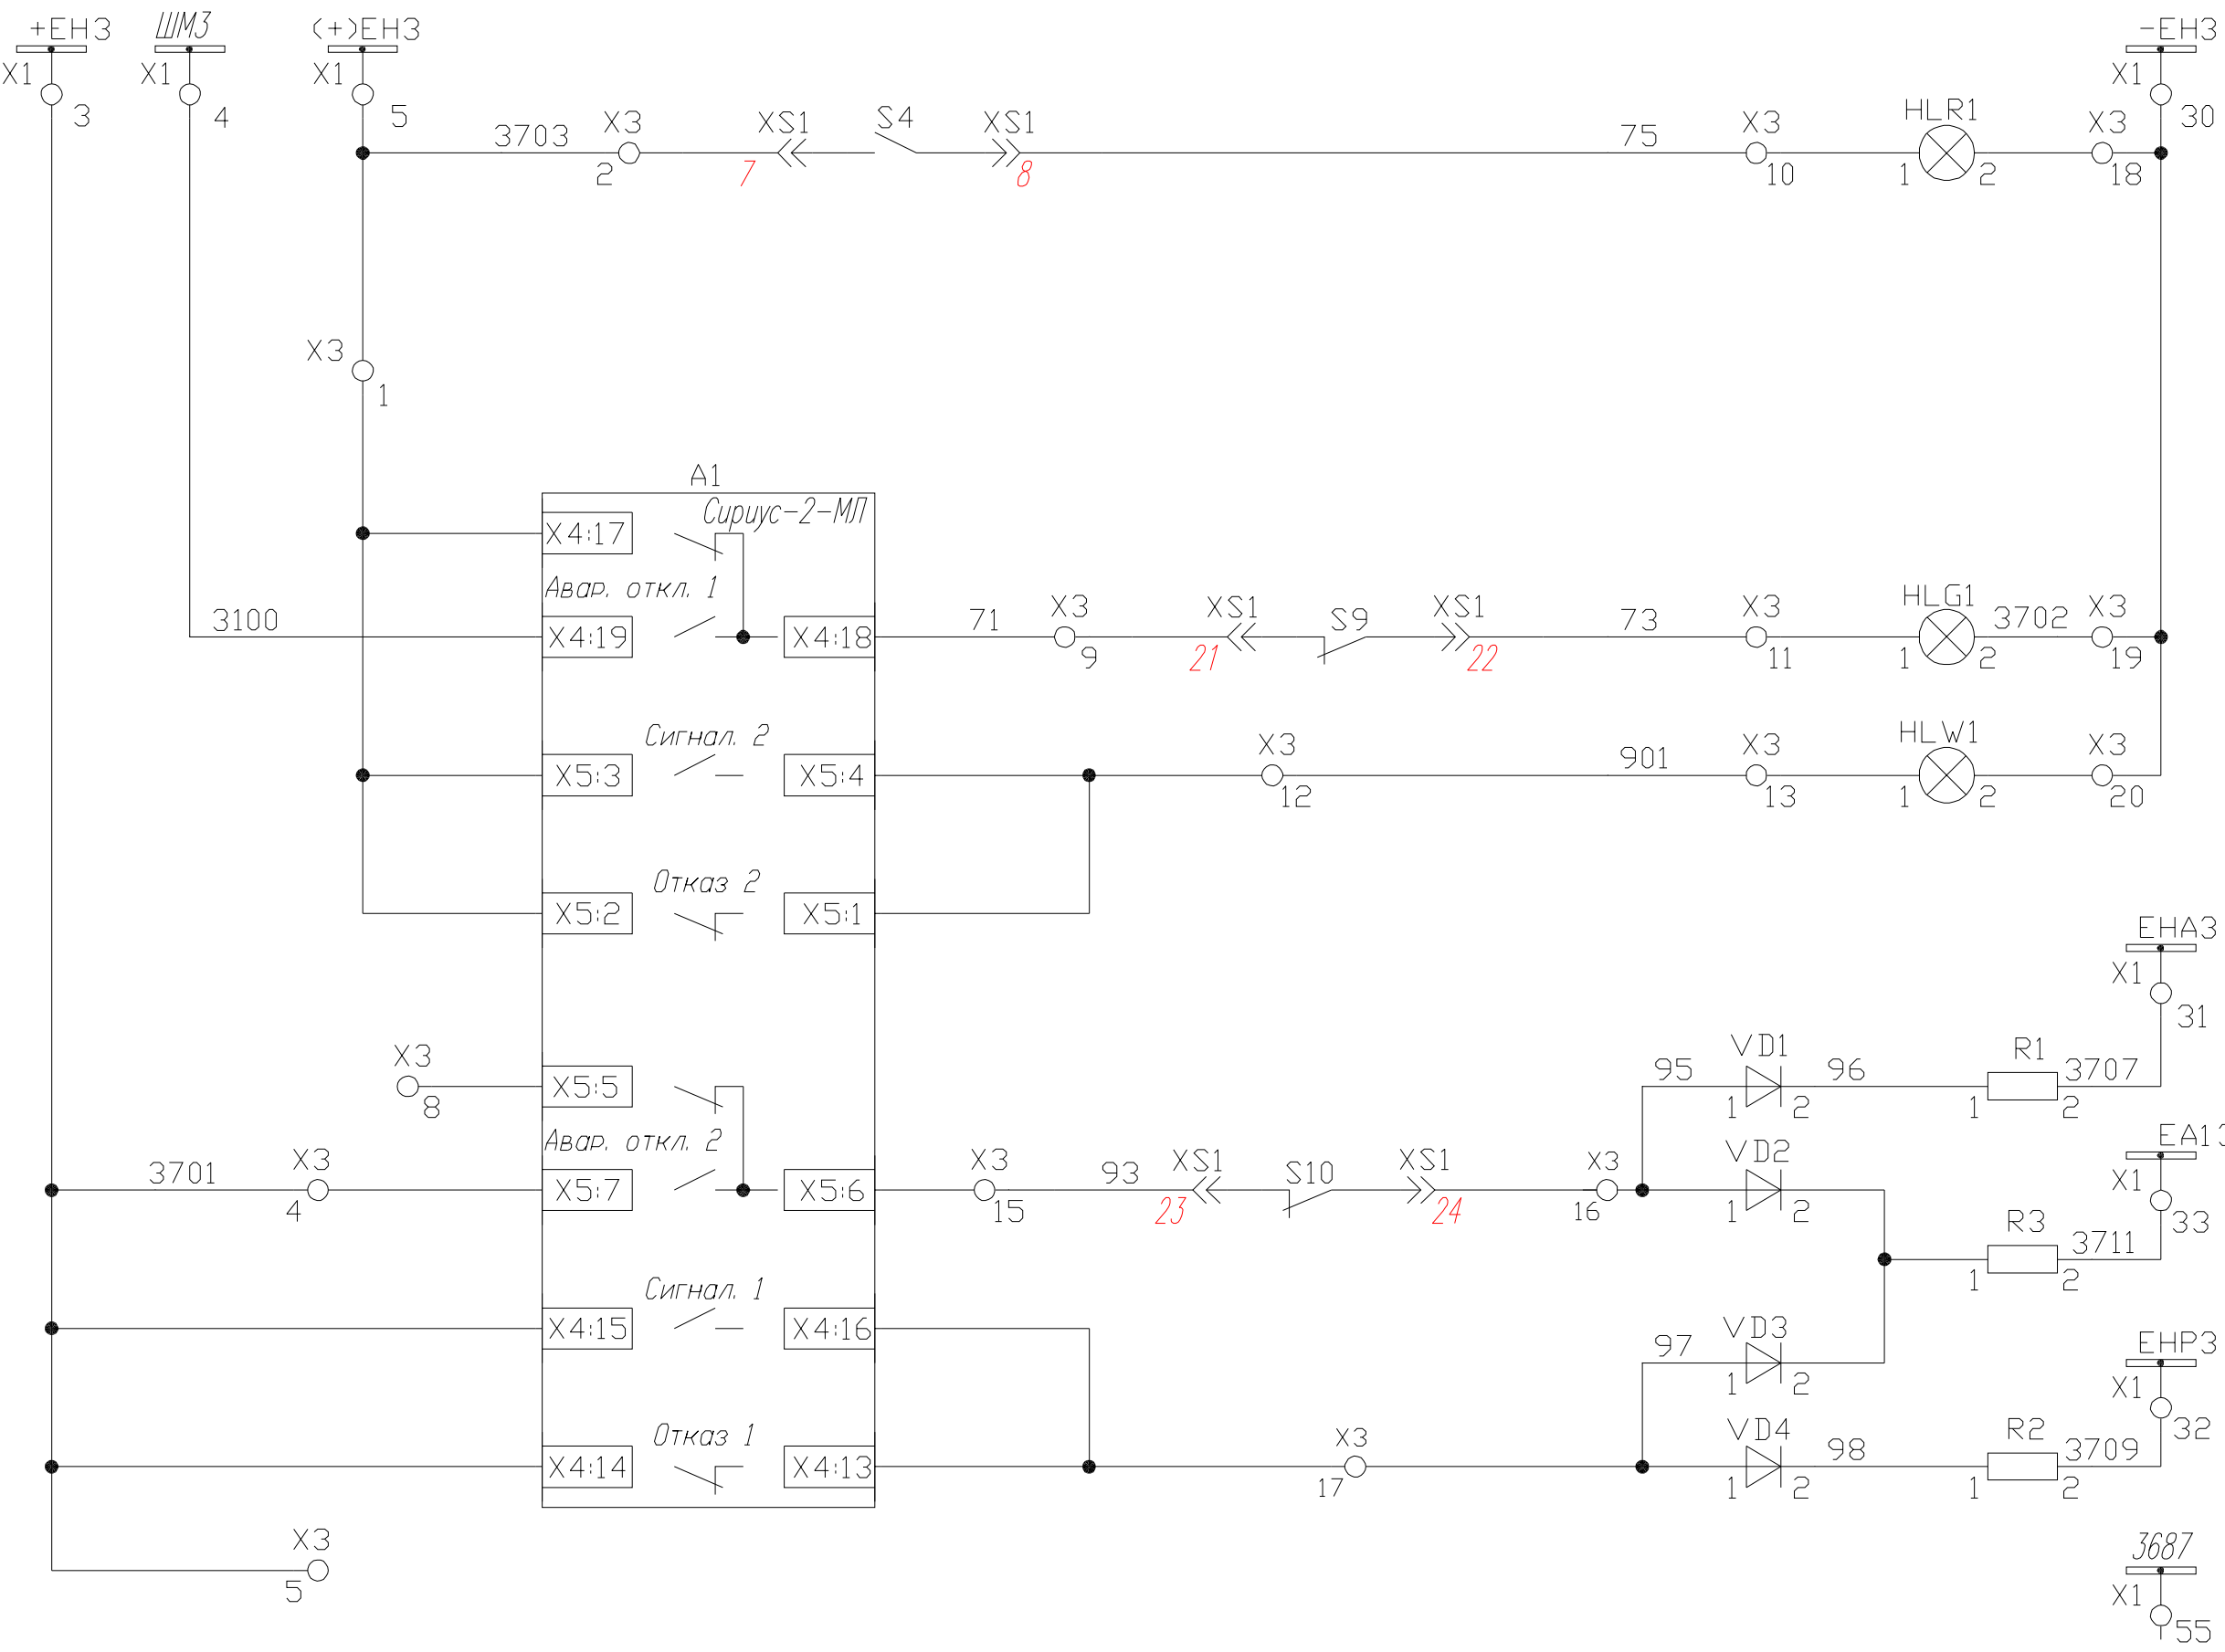 +EH3 ШМ3 (+)EH3 -EH3
X1 X1 X1 X1
3 4 5 30
3703 X3 XS1 S4 XS1 75 X3 HLR1 X3
2 7 8 10 1 2 18
X3
1
A1
Сириус-2-МП
X4:17
Авар. откл. 1
3100 X4:19 X4:18 71 X3 XS1 S9 XS1 73 X3 HLG1 3702 X3
9 21 22 11 1 2 19
Сигнал. 2
X5:3 X5:4 X3 901 X3 HLW1 X3
12 13 1 2 20
Отказ 2
X5:2 X5:1
EHA3
X1
31
X3
8
X5:5
95 VD1 96 R1 3707
1 2 1 2
Авар. откл. 2
EA13
X1
33
3701 X3 X5:7 X5:6 X3 93 XS1 S10 XS1 X3 VD2
4 15 23 24 16 1 2
R3 3711
1 2
Сигнал. 1
X4:15 X4:16
97 VD3
1 2
EHP3
X1
32
Отказ 1
X4:14 X4:13 X3 VD4 98 R2 3709
17 1 2 1 2
X3
5
3687
X1
55